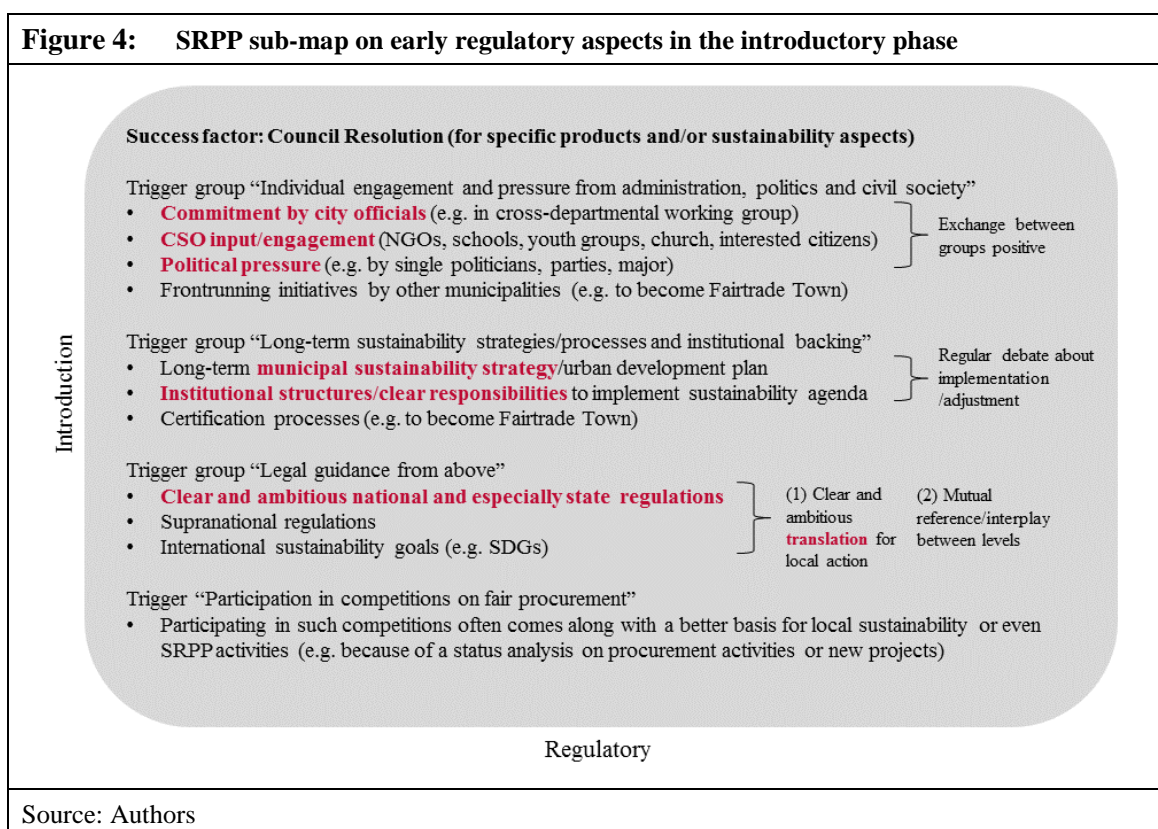 Figure 4: SRPP sub-map on early regulatory aspects in the introductory phase
Success factor: Council Resolution (for specific products and/or sustainability aspects)
Trigger group “Individual engagement and pressure from administration, politics and civil society”
• Commitment by city officials (e.g. in cross-departmental working group)
• CSO input/engagement (NGOs, schools, youth groups, church, interested citizens)
• Political pressure (e.g. by single politicians, parties, major)
• Frontrunning initiatives by other municipalities (e.g. to become Fairtrade Town)
Exchange between
groups positive
Trigger group “Long-term sustainability strategies/processes and institutional backing”
• Long-term municipal sustainability strategy/urban development plan
• Institutional structures/clear responsibilities to implement sustainability agenda
• Certification processes (e.g. to become Fairtrade Town)
Regular debate about
implementation
/adjustment
Trigger group “Legal guidance from above”
• Clear and ambitious national and especially state regulations
• Supranational regulations
• International sustainability goals (e.g. SDGs)
(1) Clear and
ambitious
translation for
local action
(2) Mutual
reference/interplay
between levels
Trigger “Participation in competitions on fair procurement”
• Participating in such competitions often comes along with a better basis for local sustainability or even
SRPP activities (e.g. because of a status analysis on procurement activities or new projects)
Introduction
Regulatory
Source: Authors